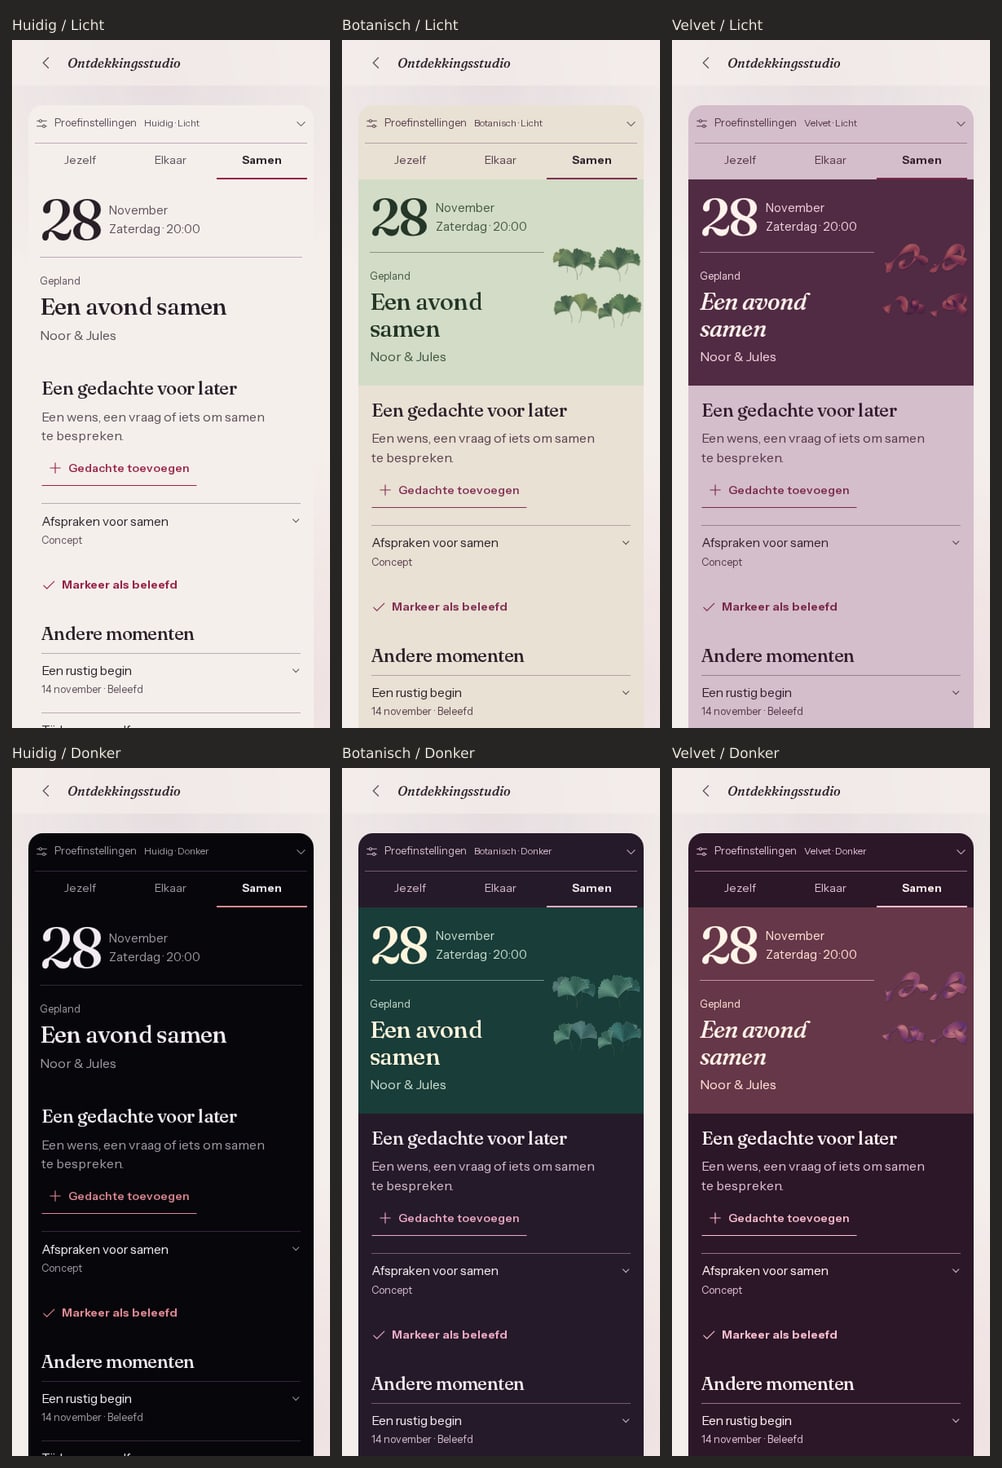 Huidig / Licht
Ontdekkingsstudio
Proefinstellingen Huidig·Licht
Jezelf Elkaar Samen
28 November
Zaterdag · 20:00
Gepland
Een avond samen
Noor & Jules
Een gedachte voor later
Een wens, een vraag of iets om samen
te bespreken.
Gedachte toevoegen
Afspraken voor samen
Concept
Markeer als beleefd
Andere momenten
Een rustig begin
14 november · Beleefd
Botanisch / Licht
Ontdekkingsstudio
Proefinstellingen Botanisch·Licht
Jezelf Elkaar Samen
28 November
Zaterdag · 20:00
Gepland
Een avond
samen
Noor & Jules
Een gedachte voor later
Een wens, een vraag of iets om samen
te bespreken.
Gedachte toevoegen
Afspraken voor samen
Concept
Markeer als beleefd
Andere momenten
Een rustig begin
14 november · Beleefd
Velvet / Licht
Ontdekkingsstudio
Proefinstellingen Velvet·Licht
Jezelf Elkaar Samen
28 November
Zaterdag · 20:00
Gepland
Een avond
samen
Noor & Jules
Een gedachte voor later
Een wens, een vraag of iets om samen
te bespreken.
Gedachte toevoegen
Afspraken voor samen
Concept
Markeer als beleefd
Andere momenten
Een rustig begin
14 november · Beleefd
Huidig / Donker
Ontdekkingsstudio
Proefinstellingen Huidig·Donker
Jezelf Elkaar Samen
28 November
Zaterdag · 20:00
Gepland
Een avond samen
Noor & Jules
Een gedachte voor later
Een wens, een vraag of iets om samen
te bespreken.
Gedachte toevoegen
Afspraken voor samen
Concept
Markeer als beleefd
Andere momenten
Een rustig begin
14 november · Beleefd
Botanisch / Donker
Ontdekkingsstudio
Proefinstellingen Botanisch·Donker
Jezelf Elkaar Samen
28 November
Zaterdag · 20:00
Gepland
Een avond
samen
Noor & Jules
Een gedachte voor later
Een wens, een vraag of iets om samen
te bespreken.
Gedachte toevoegen
Afspraken voor samen
Concept
Markeer als beleefd
Andere momenten
Een rustig begin
14 november · Beleefd
Velvet / Donker
Ontdekkingsstudio
Proefinstellingen Velvet·Donker
Jezelf Elkaar Samen
28 November
Zaterdag · 20:00
Gepland
Een avond
samen
Noor & Jules
Een gedachte voor later
Een wens, een vraag of iets om samen
te bespreken.
Gedachte toevoegen
Afspraken voor samen
Concept
Markeer als beleefd
Andere momenten
Een rustig begin
14 november · Beleefd